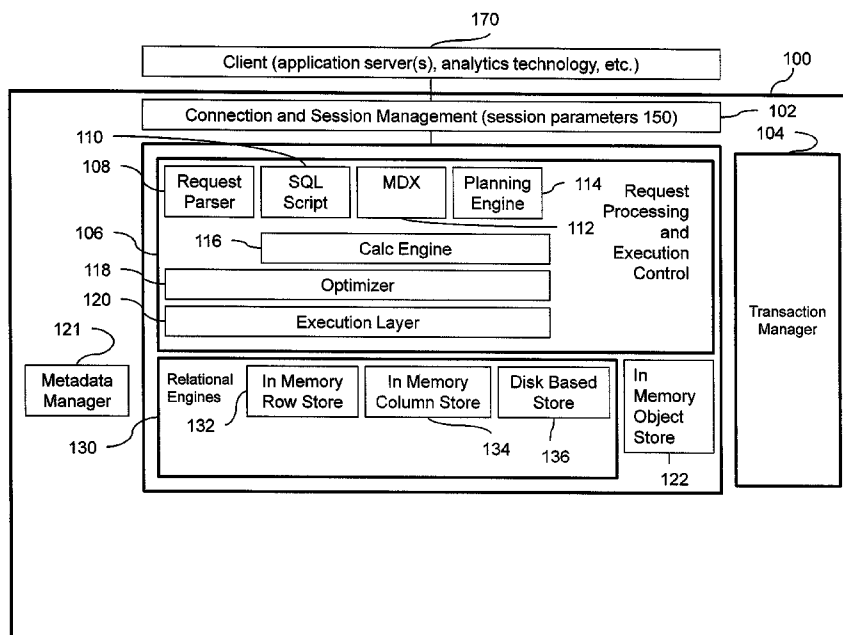 170
Client (application server(s), analytics technology, etc.)
100
Connection and Session Management (session parameters 150)
102
110
104
108
Request
Parser
SQL
Script
MDX
Planning
Engine
114
Request
Processing
and
Execution
Control
112
106
116
Calc Engine
118
Optimizer
120
Execution Layer
121
Transaction
Manager
Metadata
Manager
Relational
Engines
132
In Memory
Row Store
In Memory
Column Store
Disk Based
Store
In
Memory
Object
Store
130
134
136
122